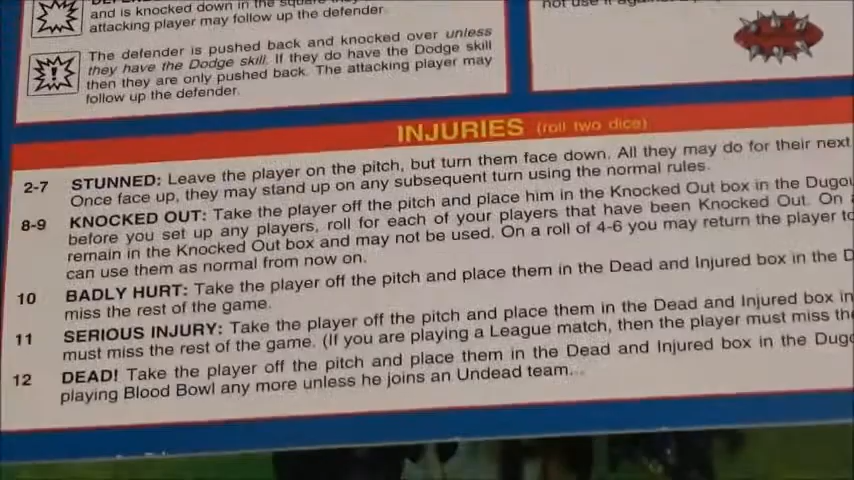 and is knocked down in the square
attacking player may follow up the defender.
The defender is pushed back and knocked over unless
they have the Dodge skill. If they do have the Dodge skill
then they are only pushed back. The attacking player may
follow up the defender.
INJURIES (roll two dice)
2-7 STUNNED: Leave the player on the pitch, but turn them face down. All they may do for their next
Once face up, they may stand up on any subsequent turn using the normal rules.
8-9 KNOCKED OUT: Take the player off the pitch and place him in the Knocked Out box in the
before you set up any players, roll for each of your players that have been Knocked Out. On
remain in the Knocked Out box and may not be used. On a roll of 4-6 you may return the player
can use them as normal from now on.
10 BADLY HURT: Take the player off the pitch and place them in the Dead and Injured box in the
miss the rest of the game.
11 SERIOUS INJURY: Take the player off the pitch and place them in the Dead and Injured box in
must miss the rest of the game. (If you are playing a League match, then the player must miss
12 DEAD! Take the player off the pitch and place them in the Dead and Injured box in the
playing Blood Bowl any more unless he joins an Undead team.